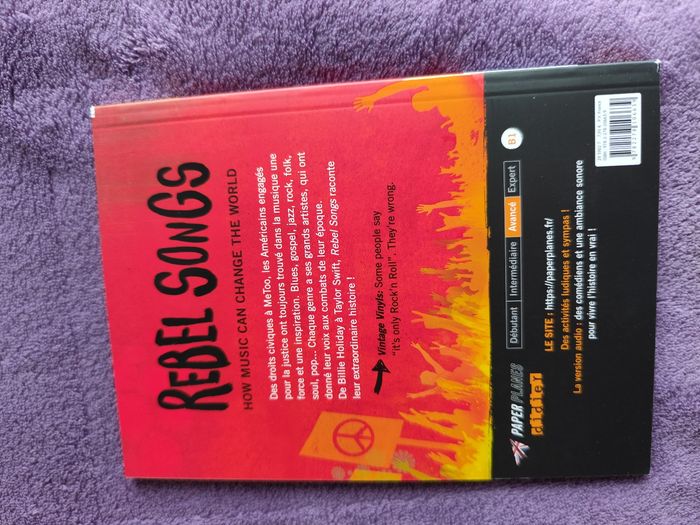 REBEL SONGS
HOW MUSIC CAN CHANGE THE WORLD
Des droits civiques à MeToo, les Américains engagés
pour la justice ont toujours trouvé dans la musique une
force et une inspiration. Blues, gospel, jazz, rock, folk,
soul, pop... Chaque genre a ses grands artistes, qui ont
donné leur voix aux combats de leur époque.
De Billie Holiday à Taylor Swift, Rebel Songs raconte
leur extraordinaire histoire !
Vintage Vinyls: Some people say
"it's only Rock'n Roll". They're wrong.
PAPER PLANES
didier
Débutant Intermédiaire Avancé Expert B1
LE SITE : https://paperplanes.fr/
Des activités ludiques et sympas !
La version audio : des comédiens et une ambiance sonore
pour vivre l'histoire en vrai !